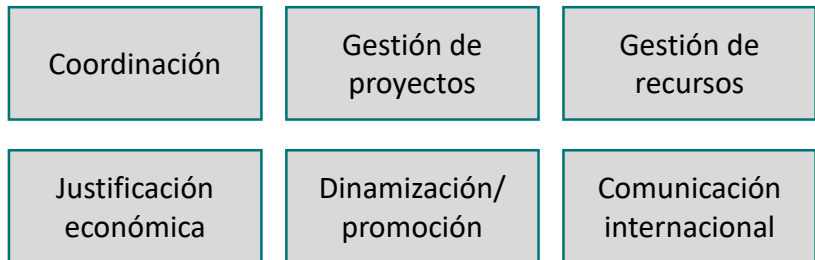 Coordinación
Gestión de
proyectos
Gestión de
recursos
Justificación
económica
Dinamización/
promoción
Comunicación
internacional